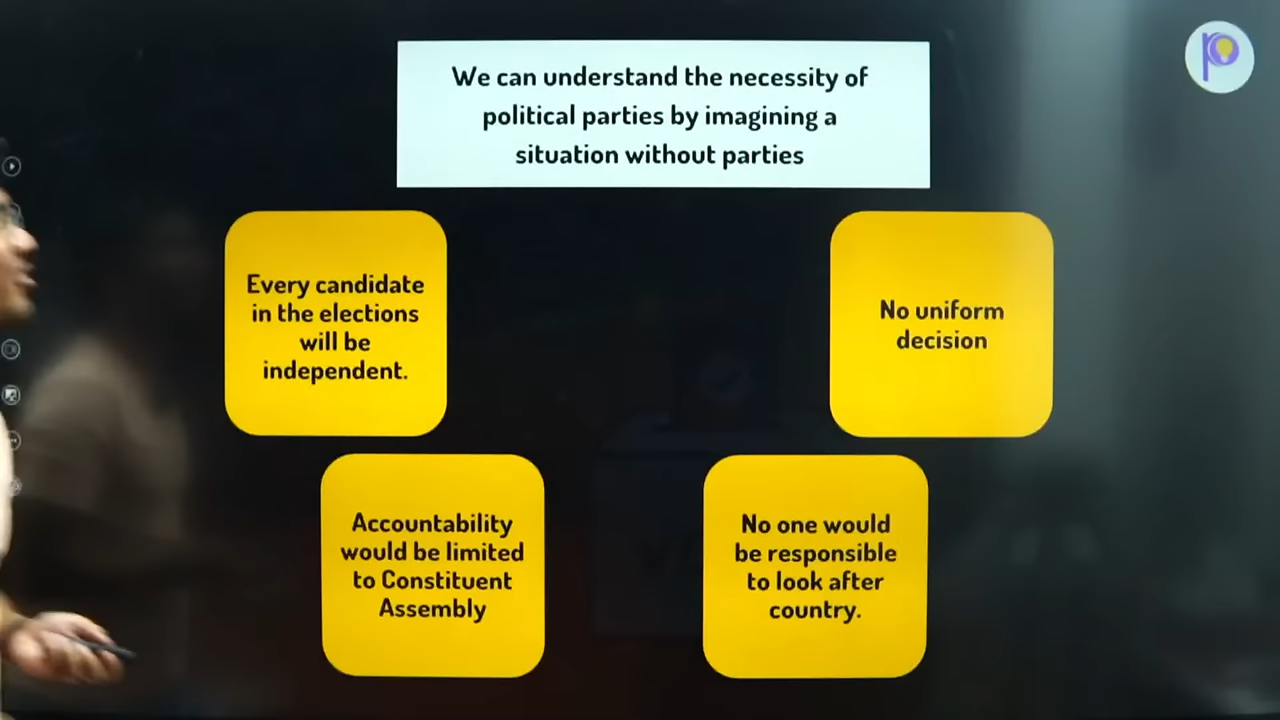 We can understand the necessity of
political parties by imagining a
situation without parties
Every candidate
in the elections
will be
independent.
No uniform
decision
Accountability
would be limited
to Constituent
Assembly
No one would
be responsible
to look after
country.